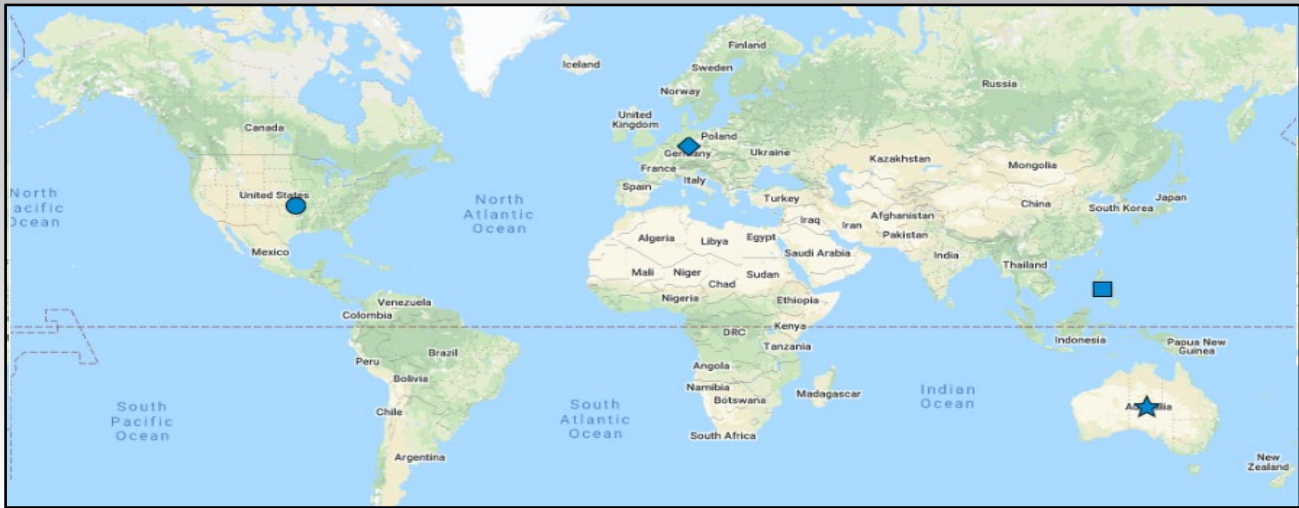 Finland
Iceland
Sweden
Russia
Norway
United
Kingdom
Canada
Poland
Germany
Ukraine
Kazakhstan
Mongolia
France
Italy
Spain
United States
North
Pacific
Ocean
North
Atlantic
Ocean
Turkey
Japan
China
South Korea
Iraq
Iran
Afghanistan
Pakistan
Algeria
Libya
Egypt
Mexico
Saudi Arabia
India
Thailand
Mali
Niger
Chad
Sudan
Nigeria
Ethiopia
Venezuela
Colombia
DRC
Kenya
Indonesia
Papua New
Guinea
Tanzania
Brazil
Peru
Angola
Bolivia
Namibia
Botswana
Madagascar
Indian
Ocean
South
Pacific
Ocean
South
Atlantic
Ocean
Chile
Australia
South Africa
Argentina
New
Zealand